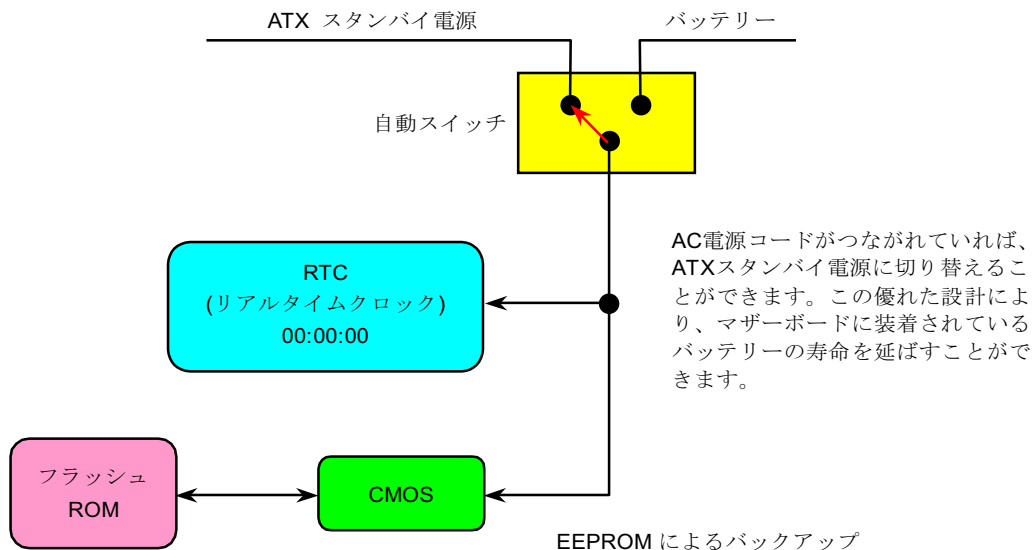 ATX スタンバイ電源
バッテリー
自動スイッチ
AC電源コードがつながれていれば、
ATXスタンバイ電源に切り替えるこ
とができます。この優れた設計によ
り、マザーボードに装着されている
バッテリーの寿命を延ばすことがで
きます。
RTC
(リアルタイムクロック)
00:00:00
フラッシュ
ROM
CMOS
EEPROM によるバックアップ